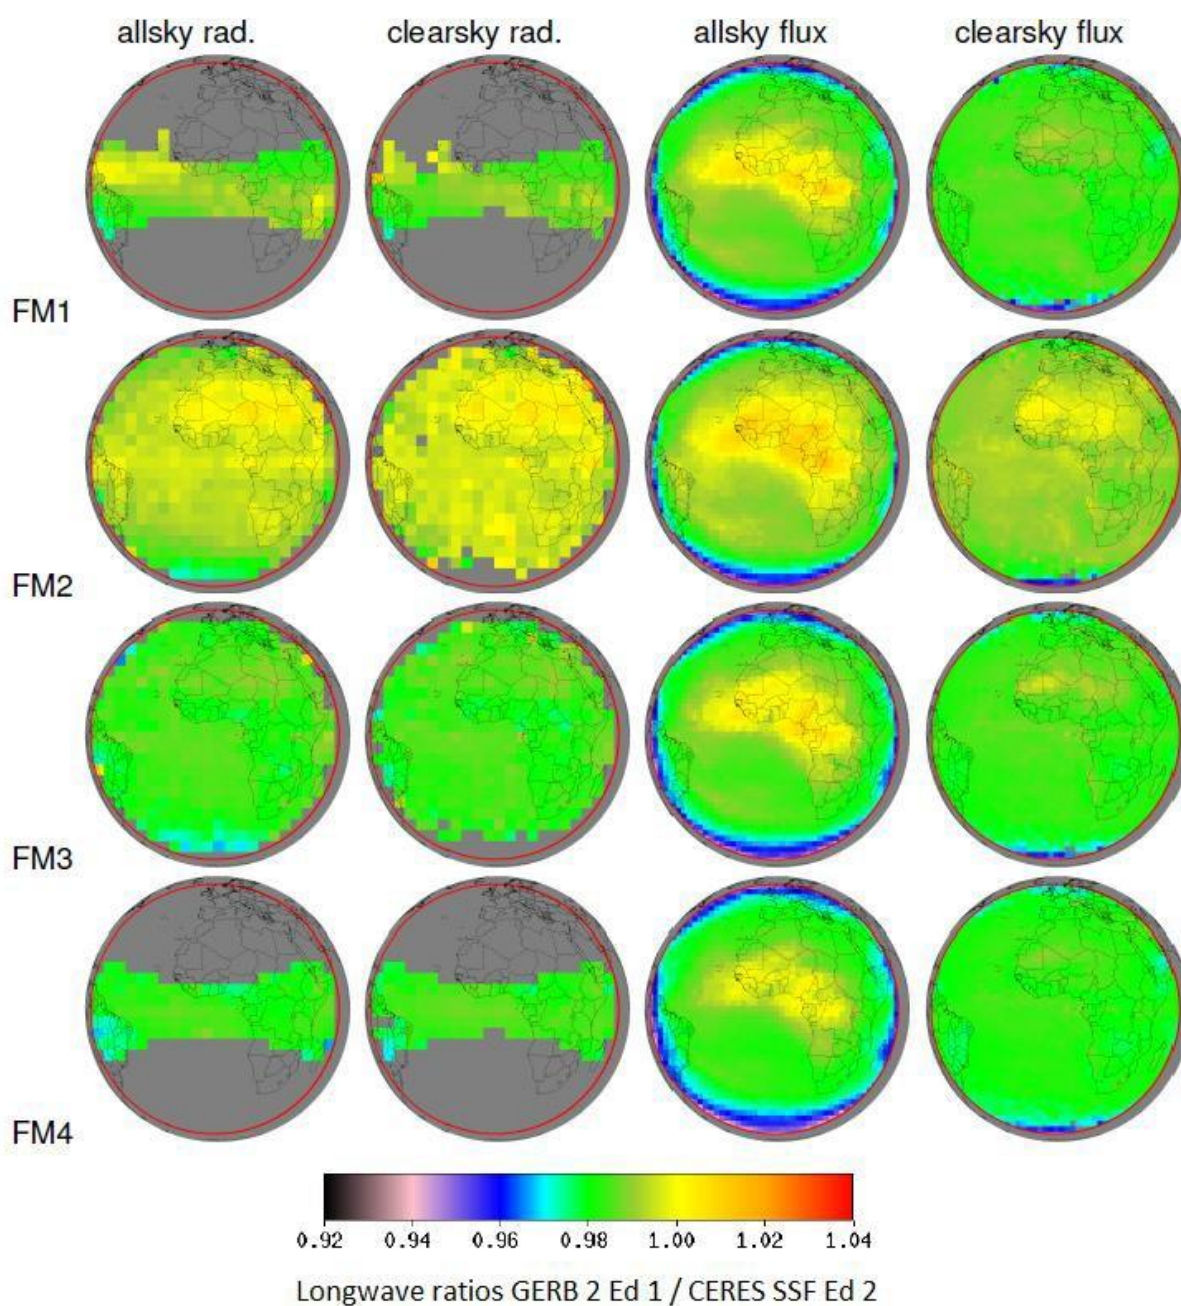 allsky rad. clearsky rad. allsky flux clearsky flux
FM1
FM2
FM3
FM4
0.92 0.94 0.96 0.98 1.00 1.02 1.04
Longwave ratios GERB 2 Ed 1 / CERES SSF Ed 2